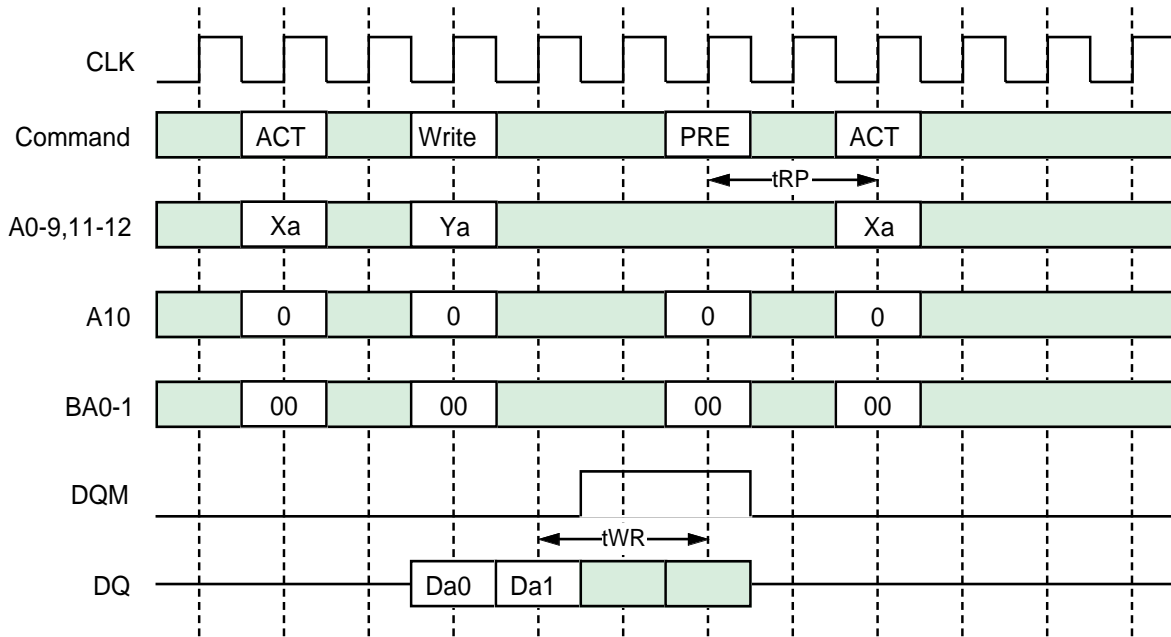 CLK
Command ACT Write PRE ACT
tRP
A0-9,11-12 Xa Ya Xa
A10 0 0 0 0
BA0-1 00 00 00 00
DQM
tWR
DQ Da0 Da1